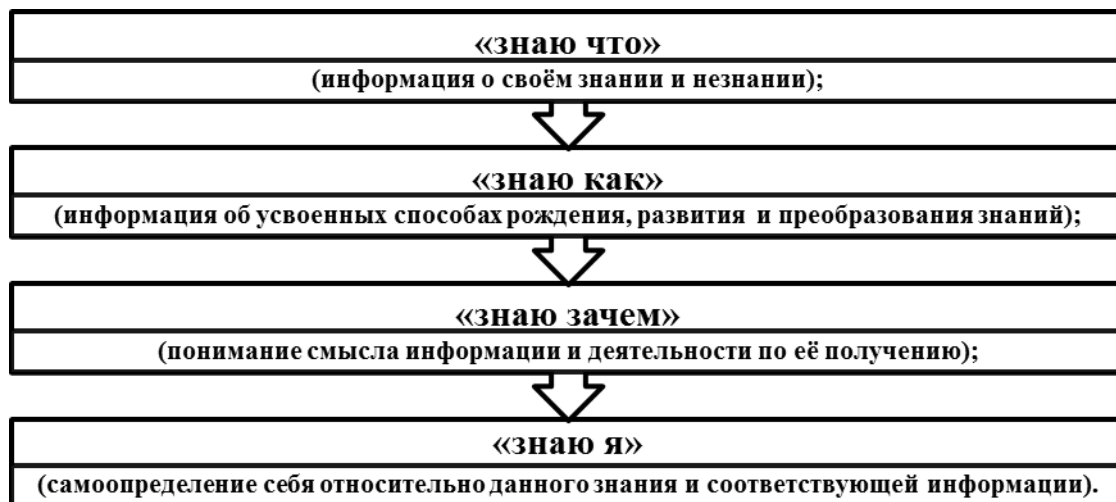 «знаю что»
(информация о своём знании и незнании);
«знаю как»
(информация об усвоенных способах рождения, развития и преобразования знаний);
«знаю зачем»
(понимание смысла информации и деятельности по её получению);
«знаю я»
(самоопределение себя относительно данного знания и соответствующей информации).